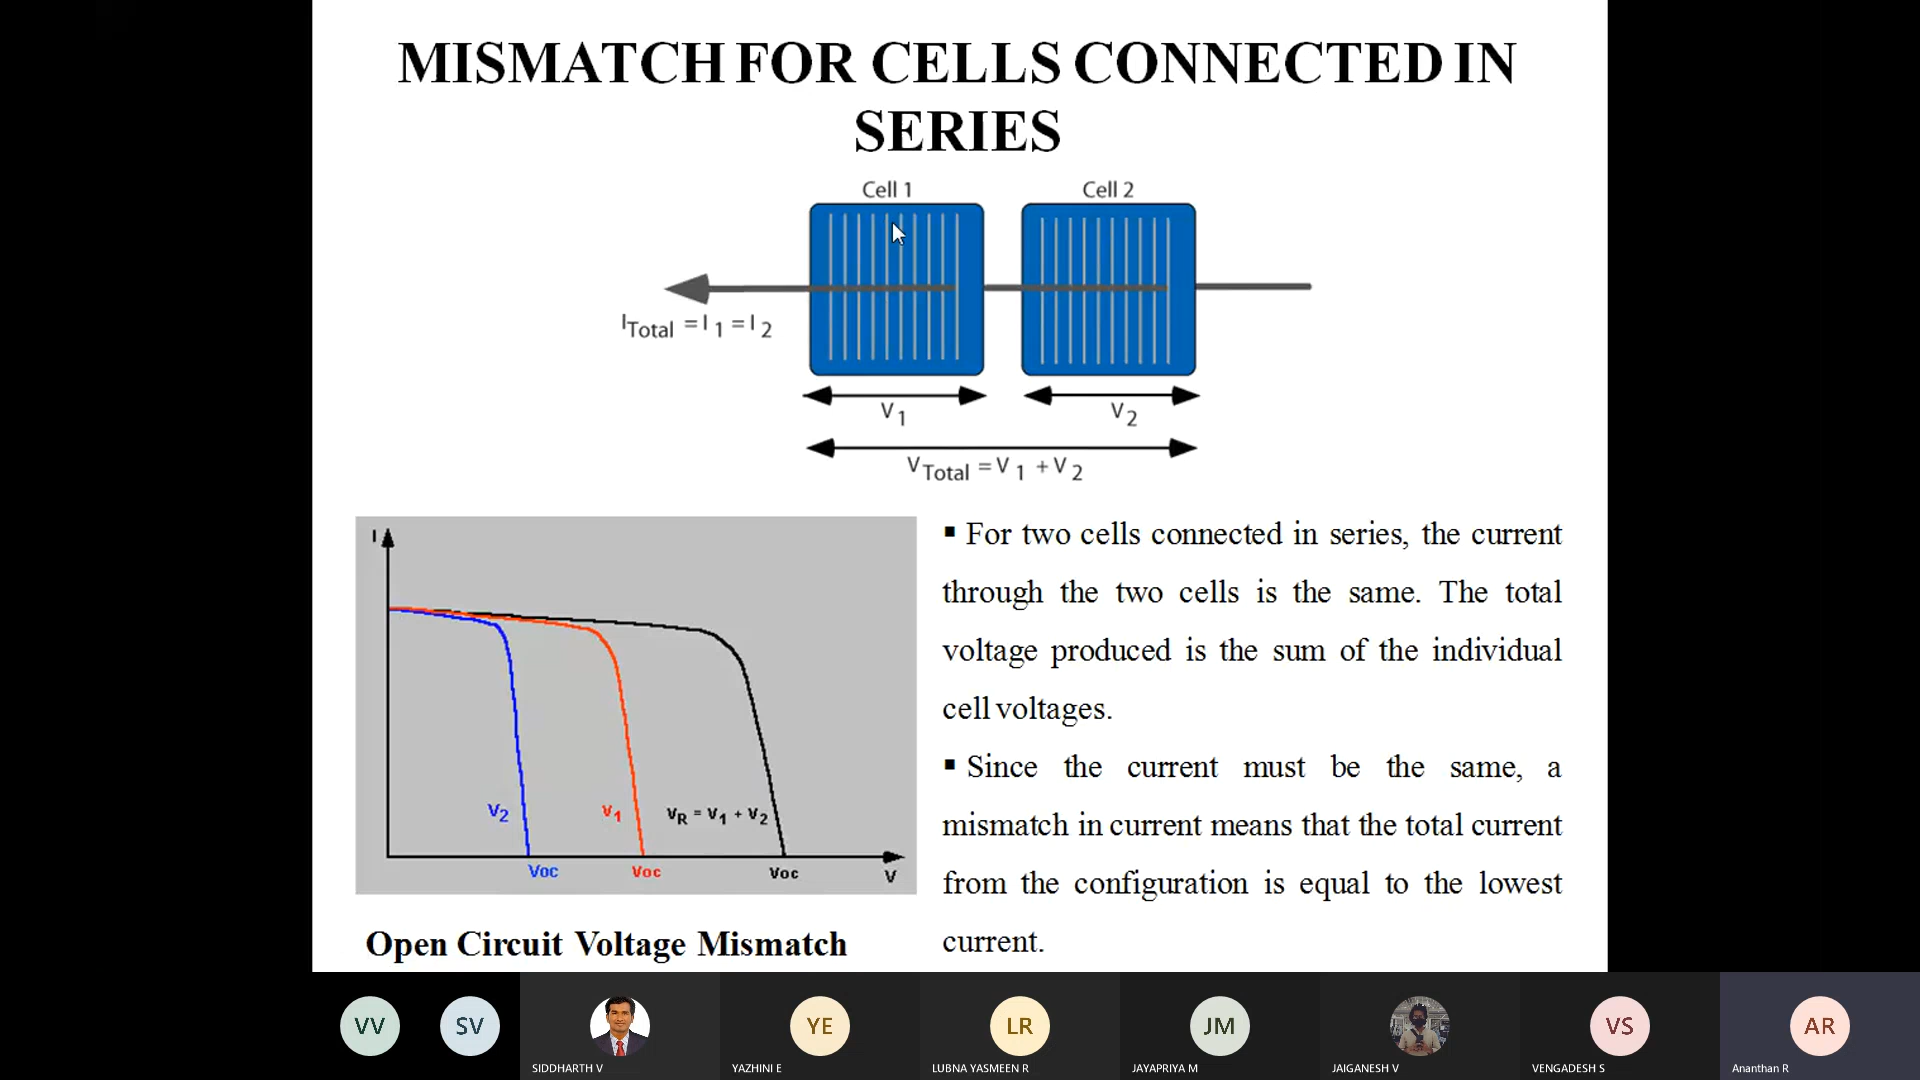 MISMATCH FOR CELLS CONNECTED IN
SERIES
Cell 1
Cell 2
I Total = I 1 = I 2
V 1
V 2
V Total = V 1 + V 2
I
V2
V1
VR = V1 + V2
Voc
Voc
Voc
V
Open Circuit Voltage Mismatch
▪ For two cells connected in series, the current
through the two cells is the same. The total
voltage produced is the sum of the individual
cell voltages.
▪ Since the current must be the same, a
mismatch in current means that the total current
from the configuration is equal to the lowest
current.
VV
SV
SIDDHARTH V
YE
YAZHINI E
LR
LUBNA YASMEEN R
JM
JAYAPRIYA M
JAIGANESH V
VS
VENGADESH S
AR
Ananthan R